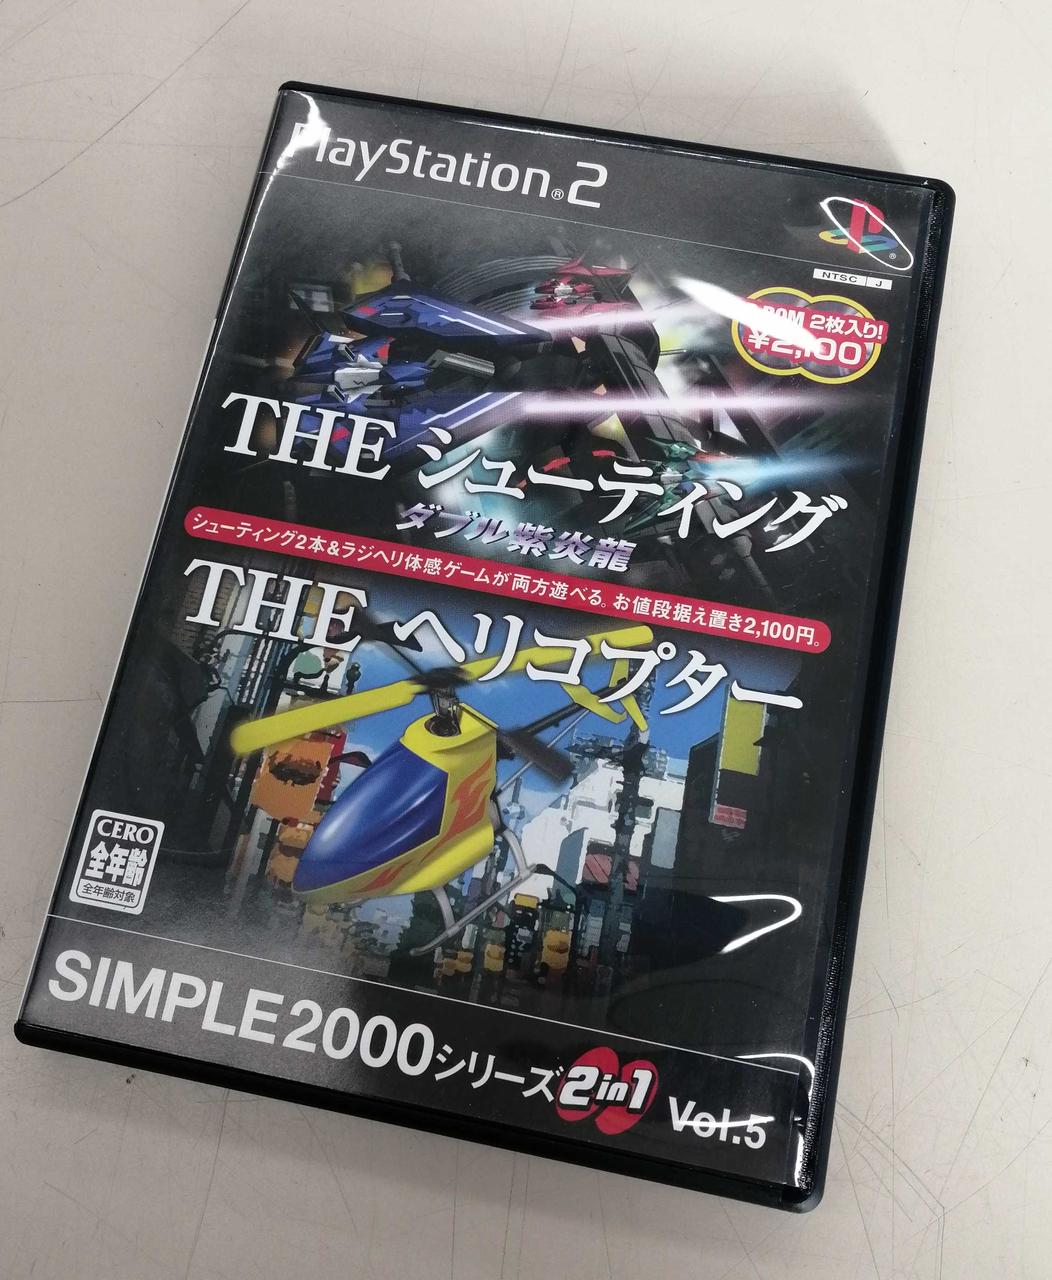 PlayStation®2
NTSC J
ROM 2枚入り!
¥2,100
THE シューティング
ダブル紫炎龍
シューティング2本&ラジヘリ体感ゲームが両方遊べる。お値段据え置き2,100円。
THE ヘリコプター
CERO
全年齢
全年齢対象
SIMPLE2000シリーズ 2in1 Vol.5